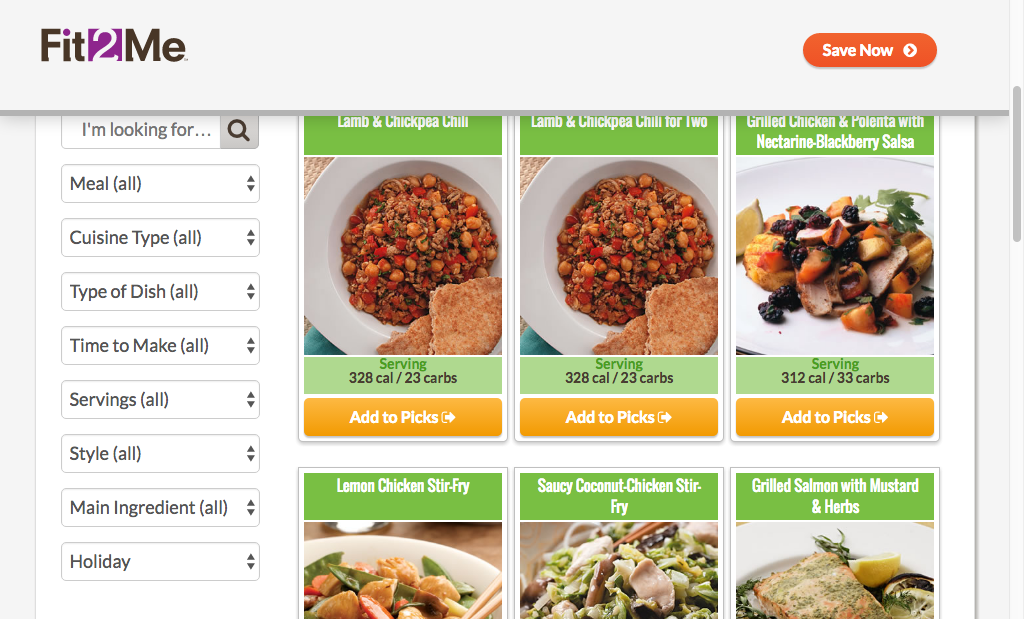 Fit2Me
Save Now
I'm looking for...
Meal (all)
Cuisine Type (all)
Type of Dish (all)
Time to Make (all)
Servings (all)
Style (all)
Main Ingredient (all)
Holiday
Lamb & Chickpea Chili
Serving
328 cal / 23 carbs
Add to Picks
Lamb & Chickpea Chili for Two
Serving
328 cal / 23 carbs
Add to Picks
Grilled Chicken & Polenta with
Nectarine-Blackberry Salsa
Serving
312 cal / 33 carbs
Add to Picks
Lemon Chicken Stir-Fry
Saucy Coconut-Chicken Stir-
Fry
Grilled Salmon with Mustard
& Herbs